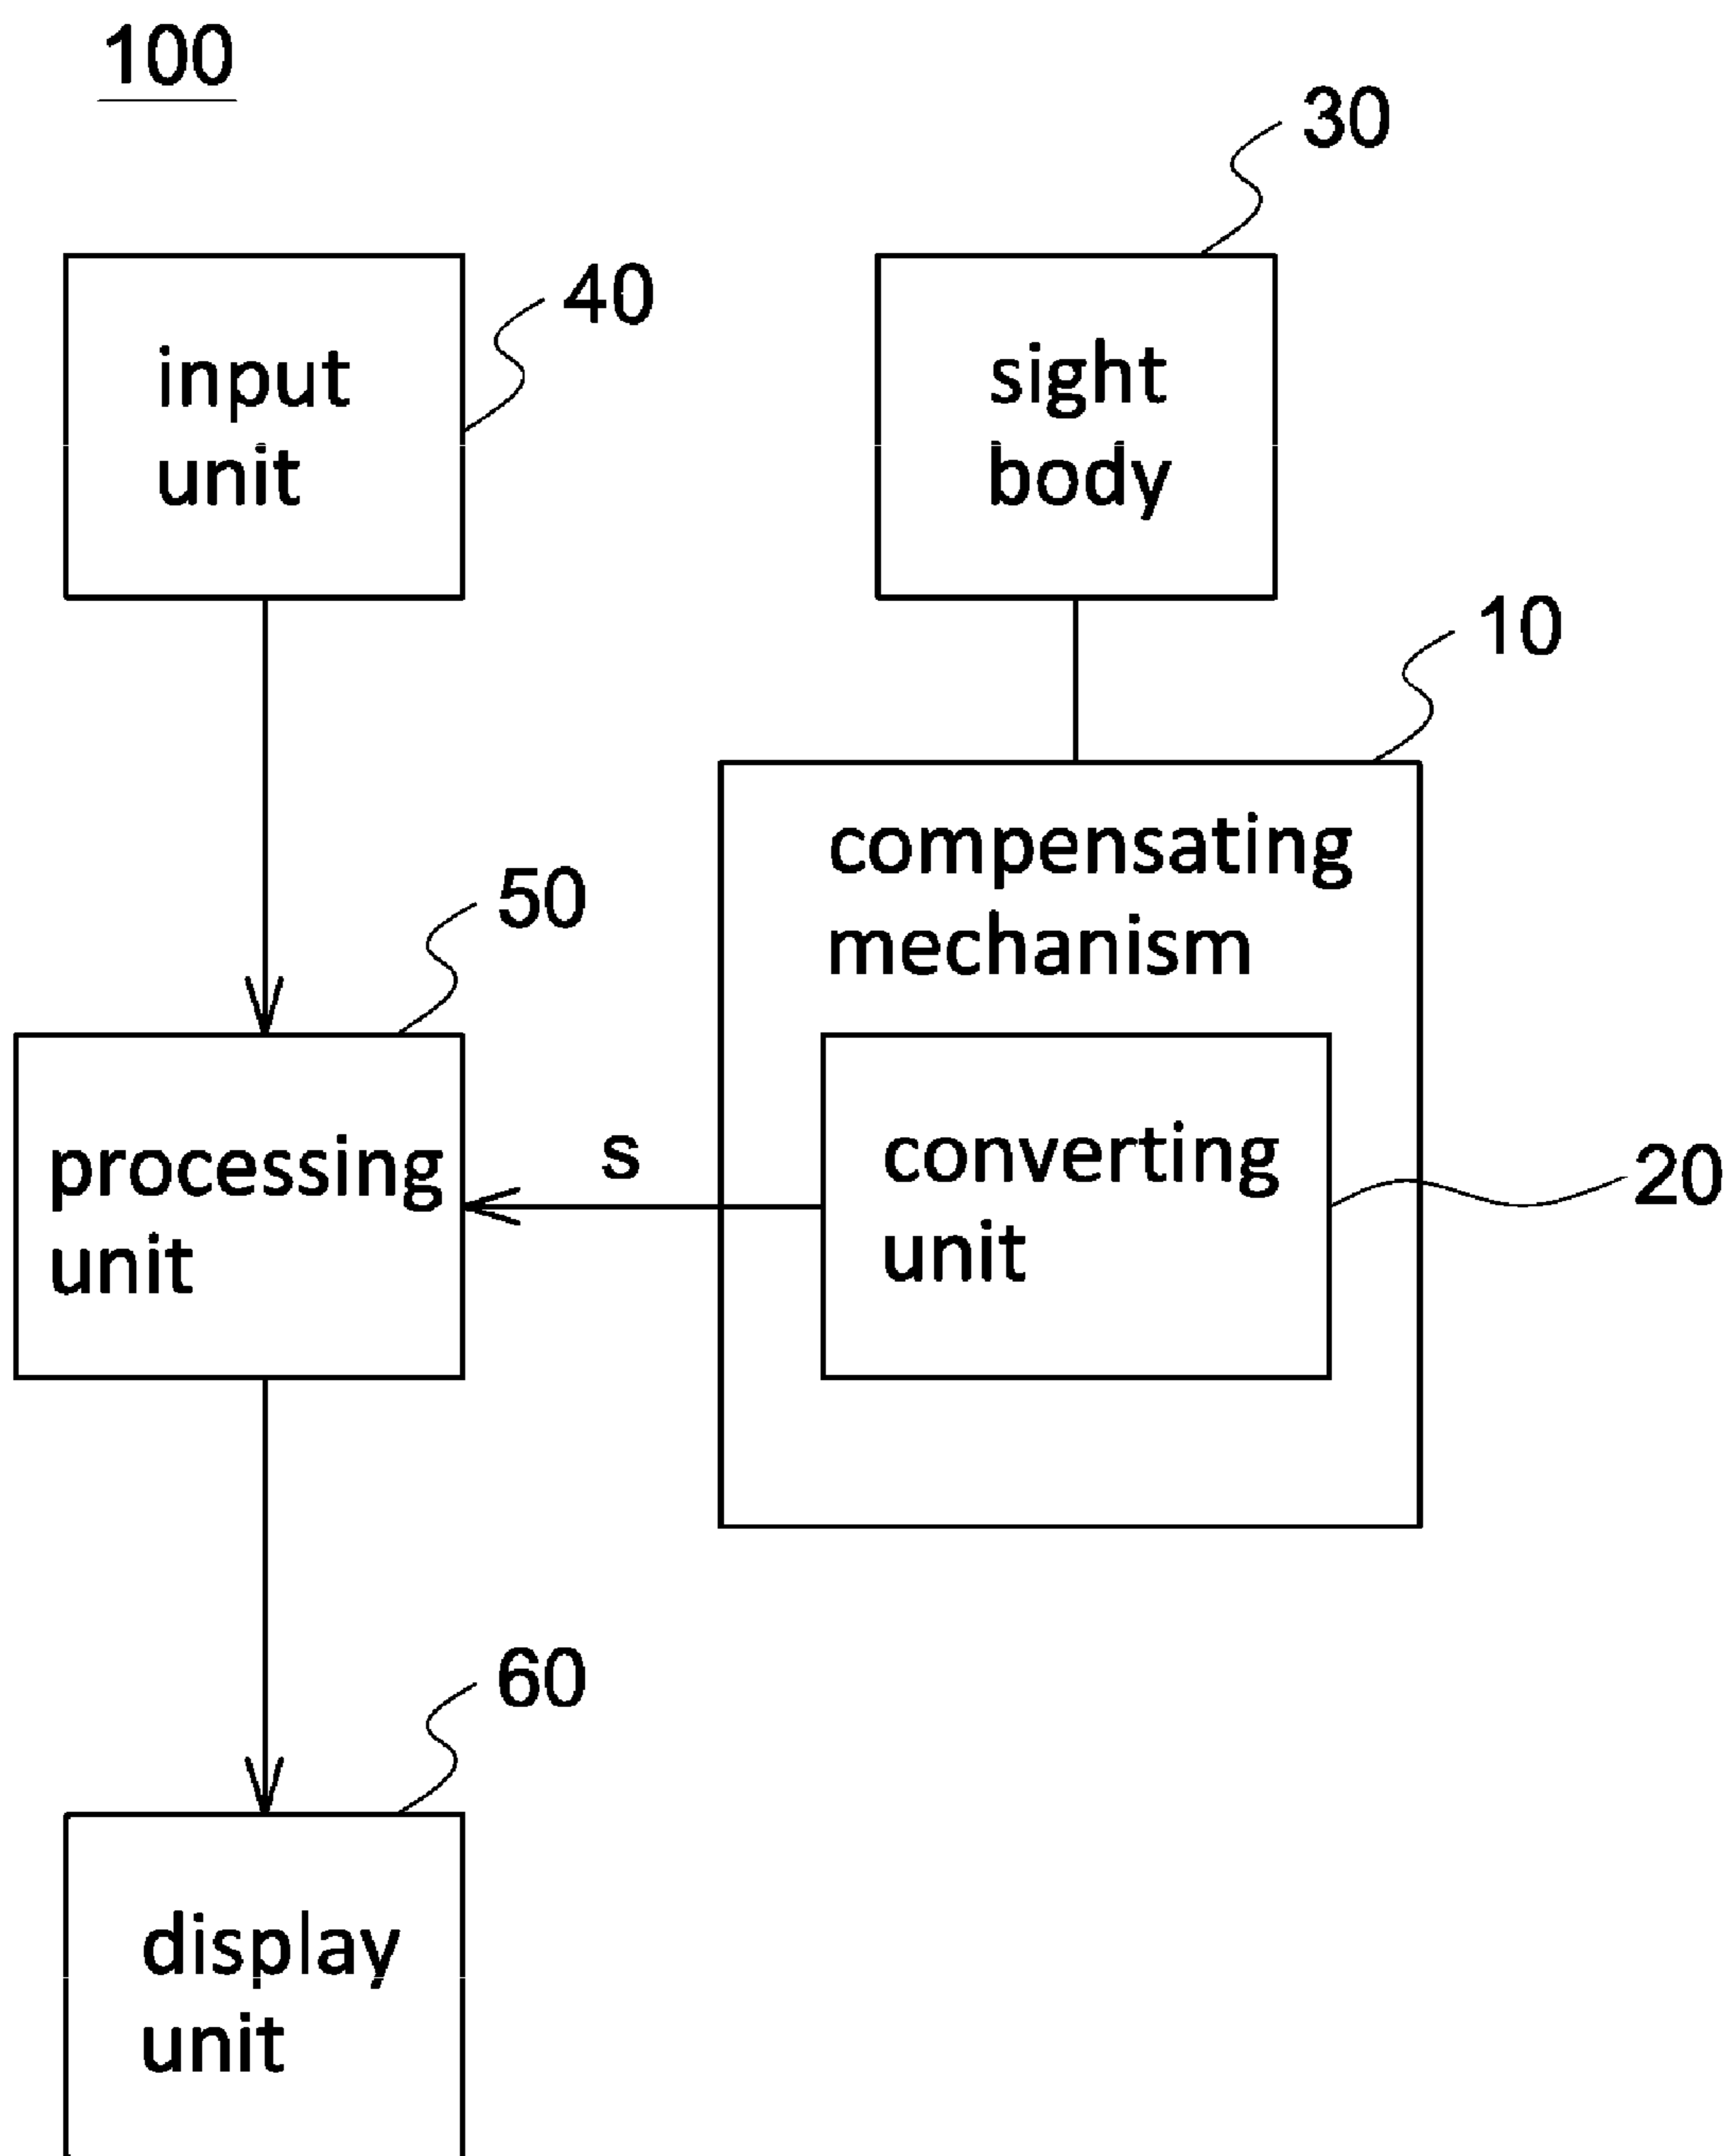 100
30
input
unit
40
sight
body
10
compensating
mechanism
50
processing
unit
s
converting
unit
20
60
display
unit